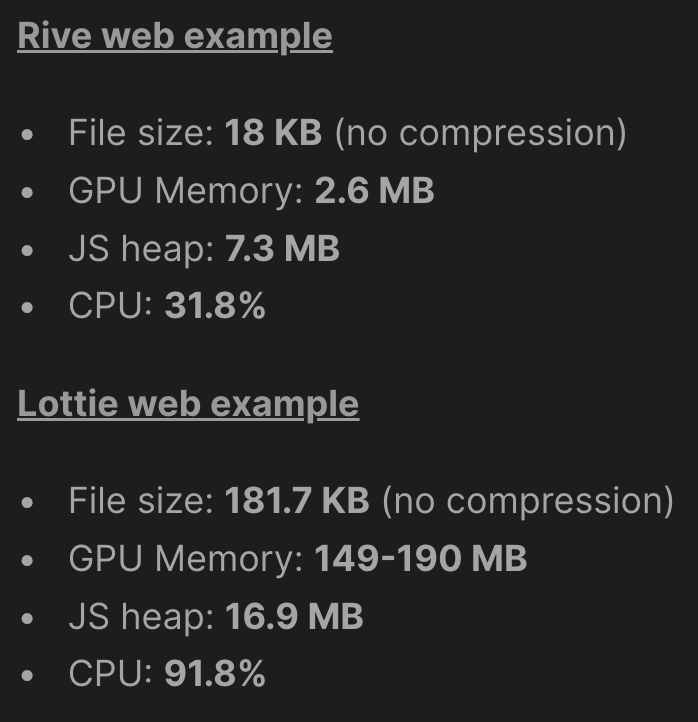 Rive web example
• File size: 18 KB (no compression)
• GPU Memory: 2.6 MB
• JS heap: 7.3 MB
• CPU: 31.8%
Lottie web example
• File size: 181.7 KB (no compression)
• GPU Memory: 149-190 MB
• JS heap: 16.9 MB
• CPU: 91.8%